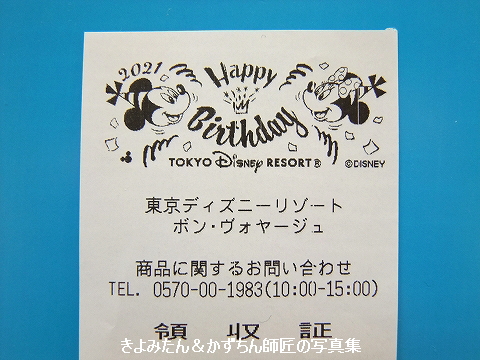 2021
Happy
Birthday
TOKYO Disney RESORT® ©DISNEY
東京ディズニーリゾート
ボン・ヴォヤージュ
商品に関するお問い合わせ
TEL. 0570-00-1983(10:00-15:00)
領 収 証
きよみたん&かずちん師匠の写真集